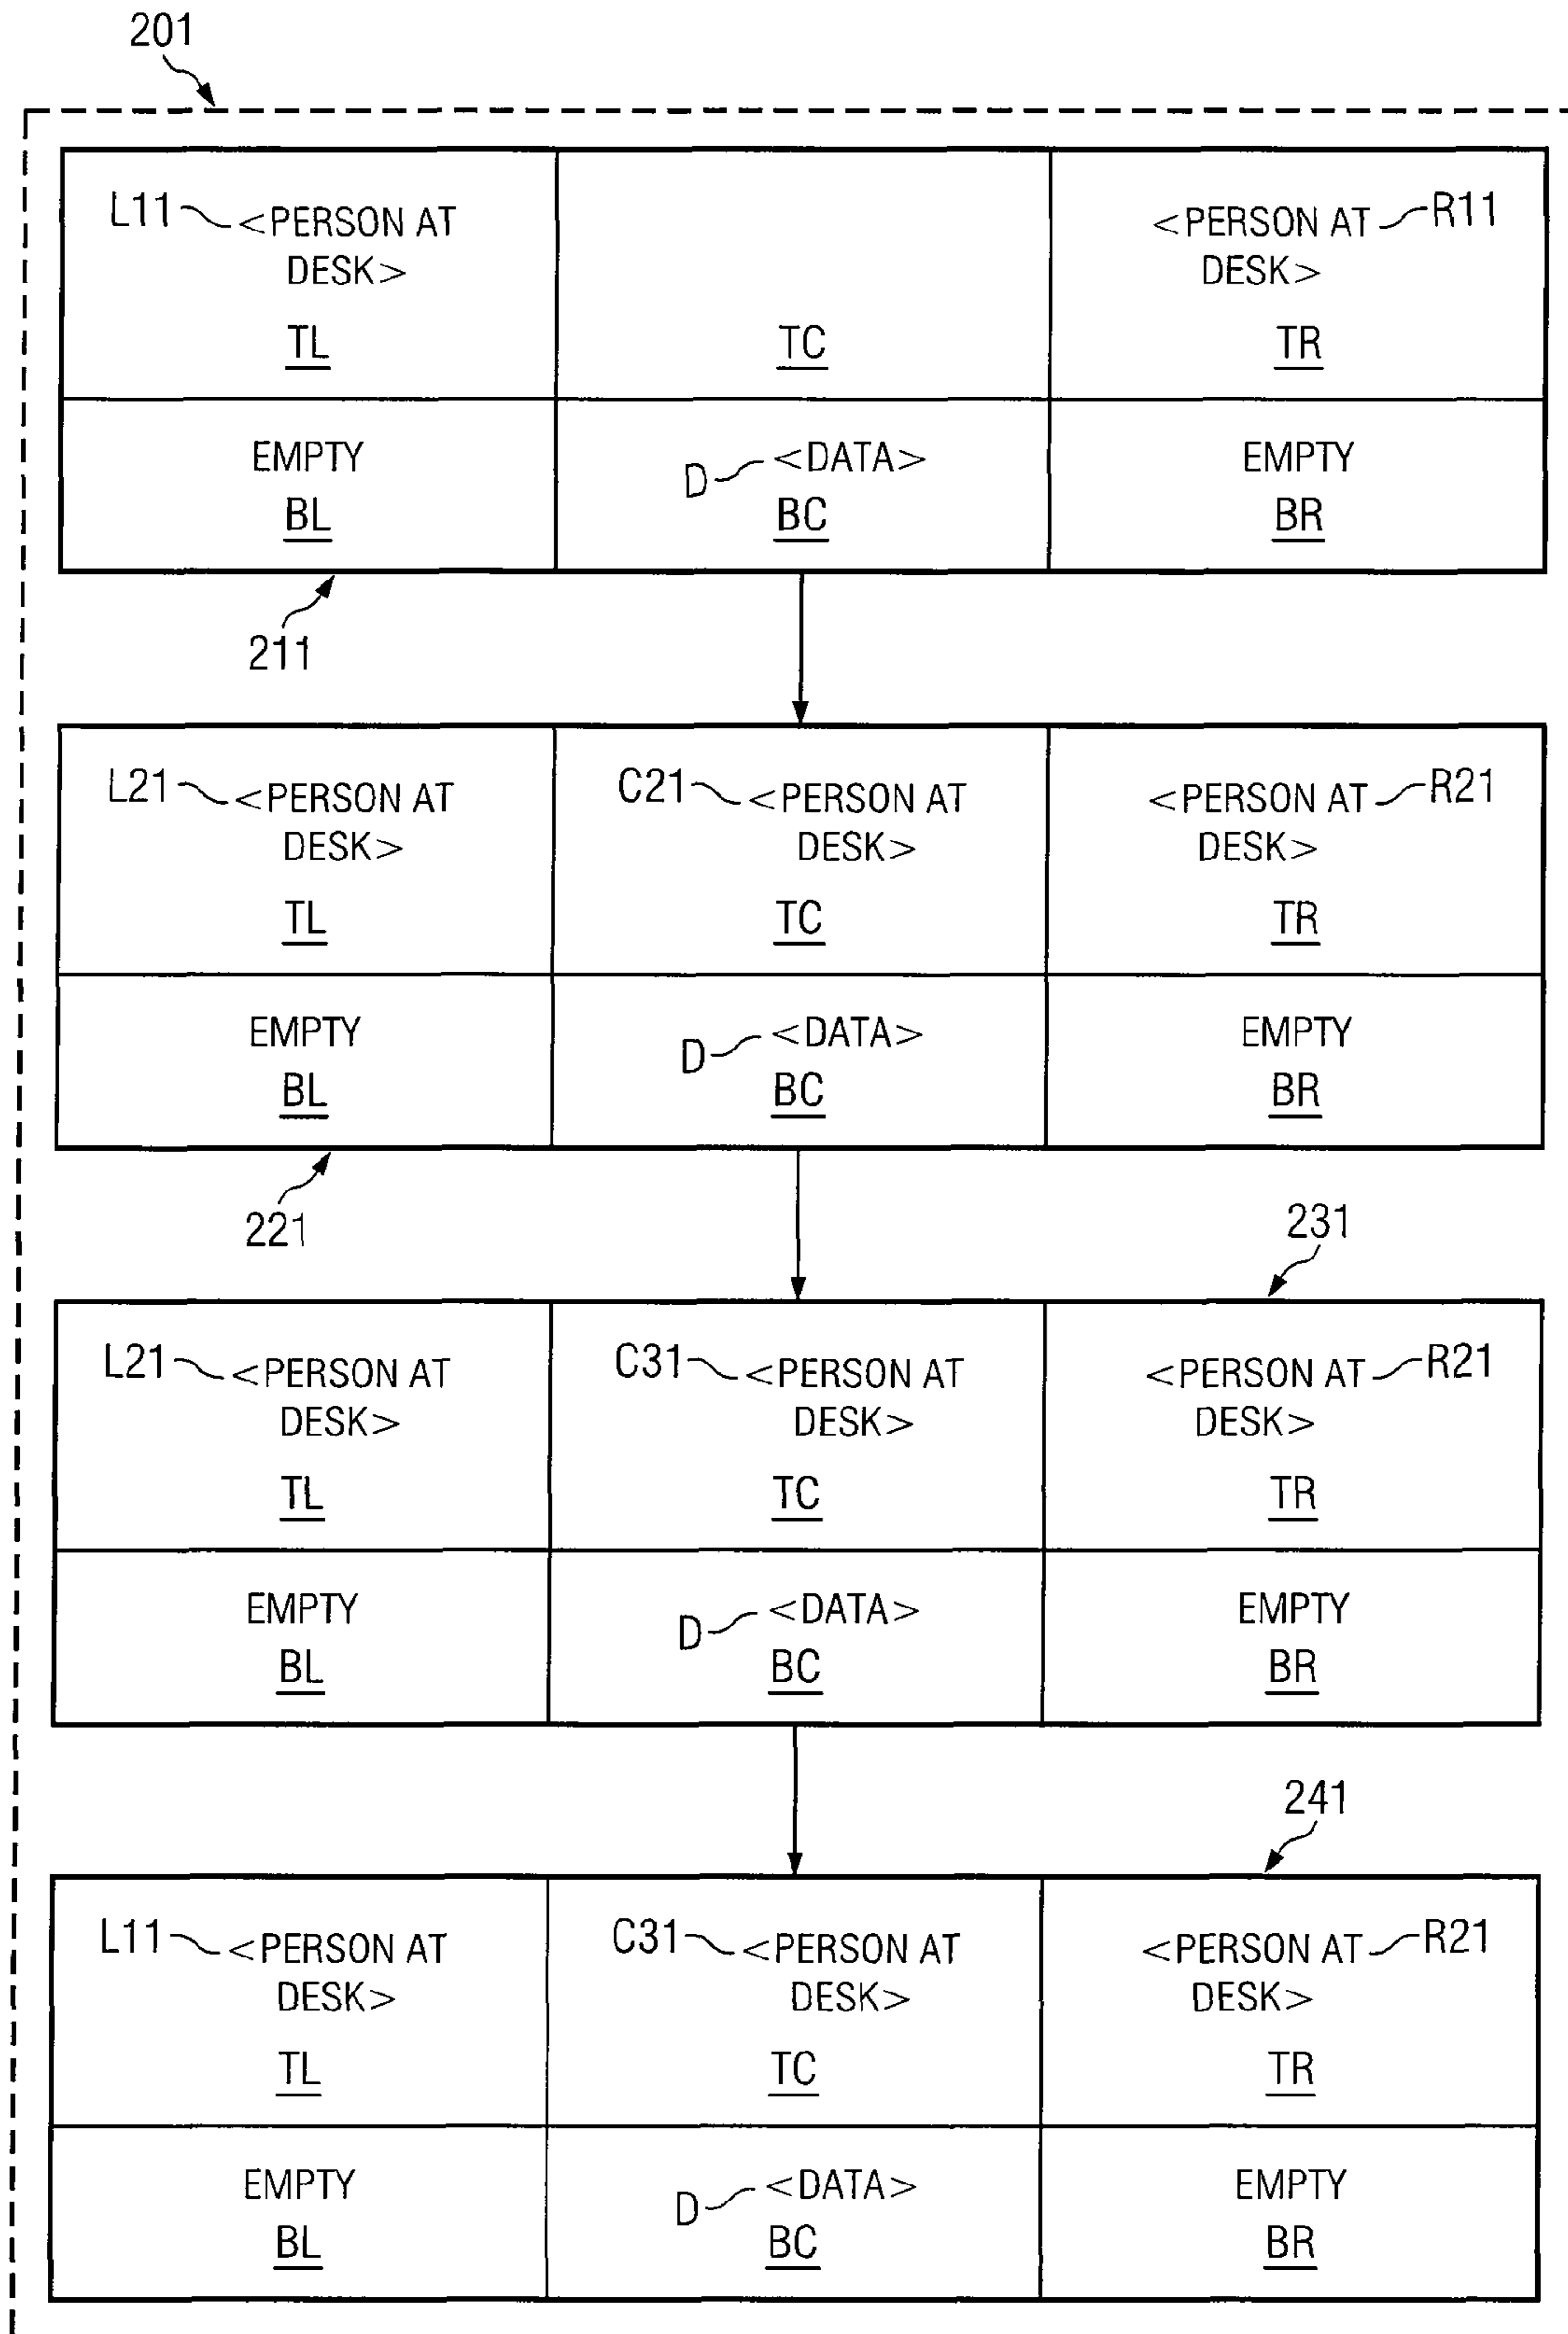 201
L11 <PERSON AT <PERSON AT R11
DESK> DESK>
TL TC TR
EMPTY D <DATA> EMPTY
BL BC BR
211
L21 <PERSON AT C21 <PERSON AT <PERSON AT R21
DESK> DESK> DESK>
TL TC TR
EMPTY D <DATA> EMPTY
BL BC BR
221
231
L21 <PERSON AT C31 <PERSON AT <PERSON AT R21
DESK> DESK> DESK>
TL TC TR
EMPTY D <DATA> EMPTY
BL BC BR
241
L11 <PERSON AT C31 <PERSON AT <PERSON AT R21
DESK> DESK> DESK>
TL TC TR
EMPTY D <DATA> EMPTY
BL BC BR